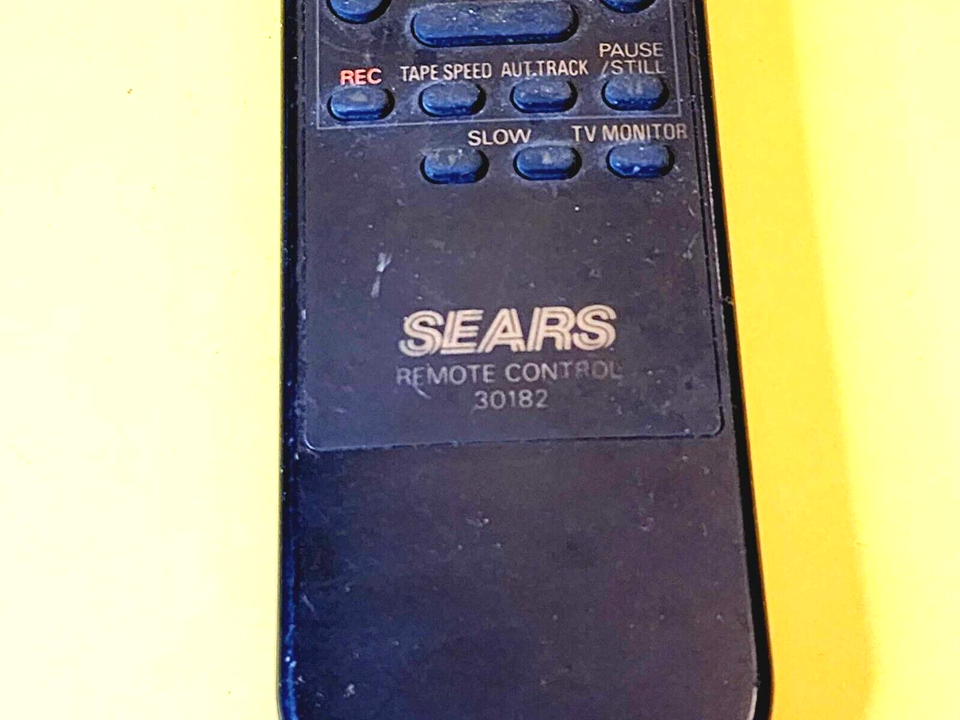 PAUSE
REC TAPE SPEED AUT.TRACK /STILL
SLOW TV MONITOR
SEARS
REMOTE CONTROL
30182